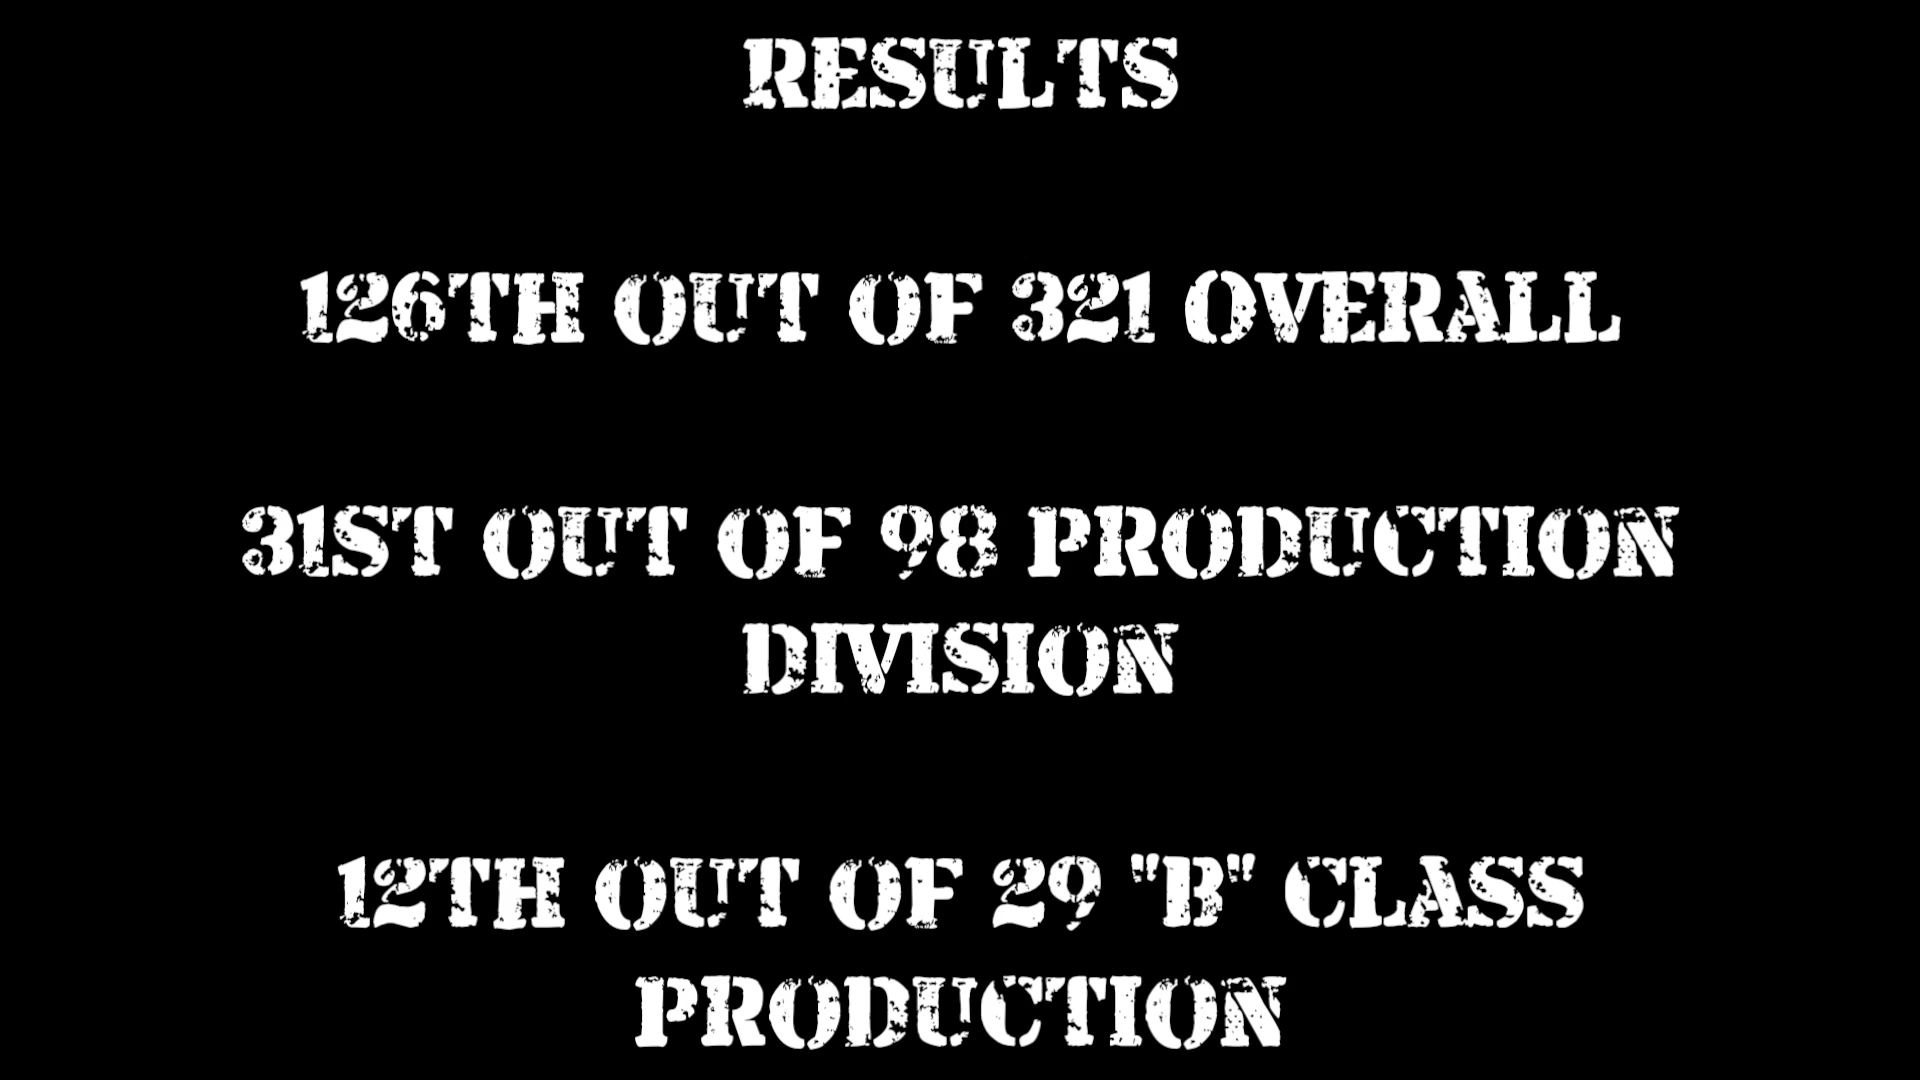 RESULTS
126TH OUT OF 321 OVERALL
31ST OUT OF 98 PRODUCTION
DIVISION
12TH OUT OF 29 "B" CLASS
PRODUCTION